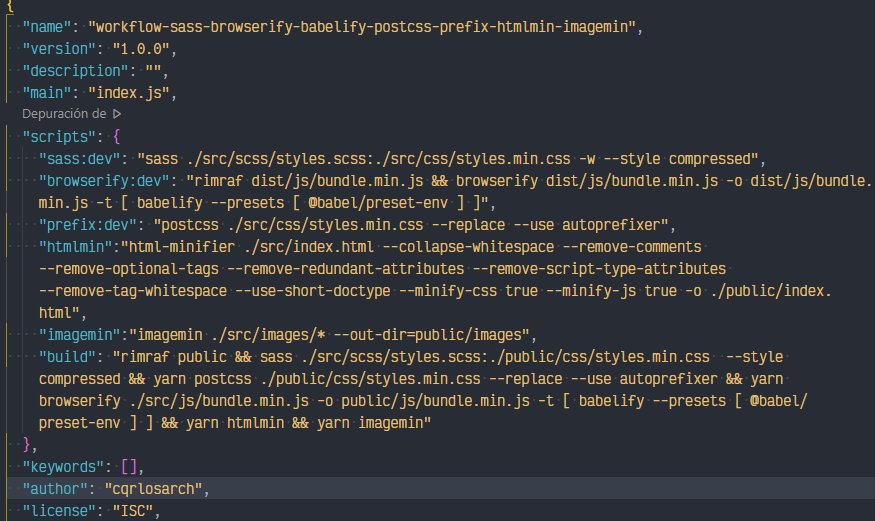 {
"name": "workflow-sass-browserify-babelify-postcss-prefix-htmlmin-imagemin",
"version": "1.0.0",
"description": "",
"main": "index.js",
Depuración de ▷
"scripts": {
"sass:dev": "sass ./src/scss/styles.scss:./src/css/styles.min.css -w --style compressed",
"browserify:dev": "rimraf dist/js/bundle.min.js && browserify dist/js/bundle.min.js -o dist/js/bundle.
min.js -t [ babelify --presets [ @babel/preset-env ] ]",
"prefix:dev": "postcss ./src/css/styles.min.css --replace --use autoprefixer",
"htmlmin":"html-minifier ./src/index.html --collapse-whitespace --remove-comments
--remove-optional-tags --remove-redundant-attributes --remove-script-type-attributes
--remove-tag-whitespace --use-short-doctype --minify-css true --minify-js true -o ./public/index.
html",
"imagemin":"imagemin ./src/images/* --out-dir=public/images",
"build": "rimraf public && sass ./src/scss/styles.scss:./public/css/styles.min.css  --style
compressed && yarn postcss ./public/css/styles.min.css --replace --use autoprefixer && yarn
browserify ./src/js/bundle.min.js -o public/js/bundle.min.js -t [ babelify --presets [ @babel/
preset-env ] ] && yarn htmlmin && yarn imagemin"
},
"keywords": [],
"author": "cqrlosarch",
"license": "ISC",